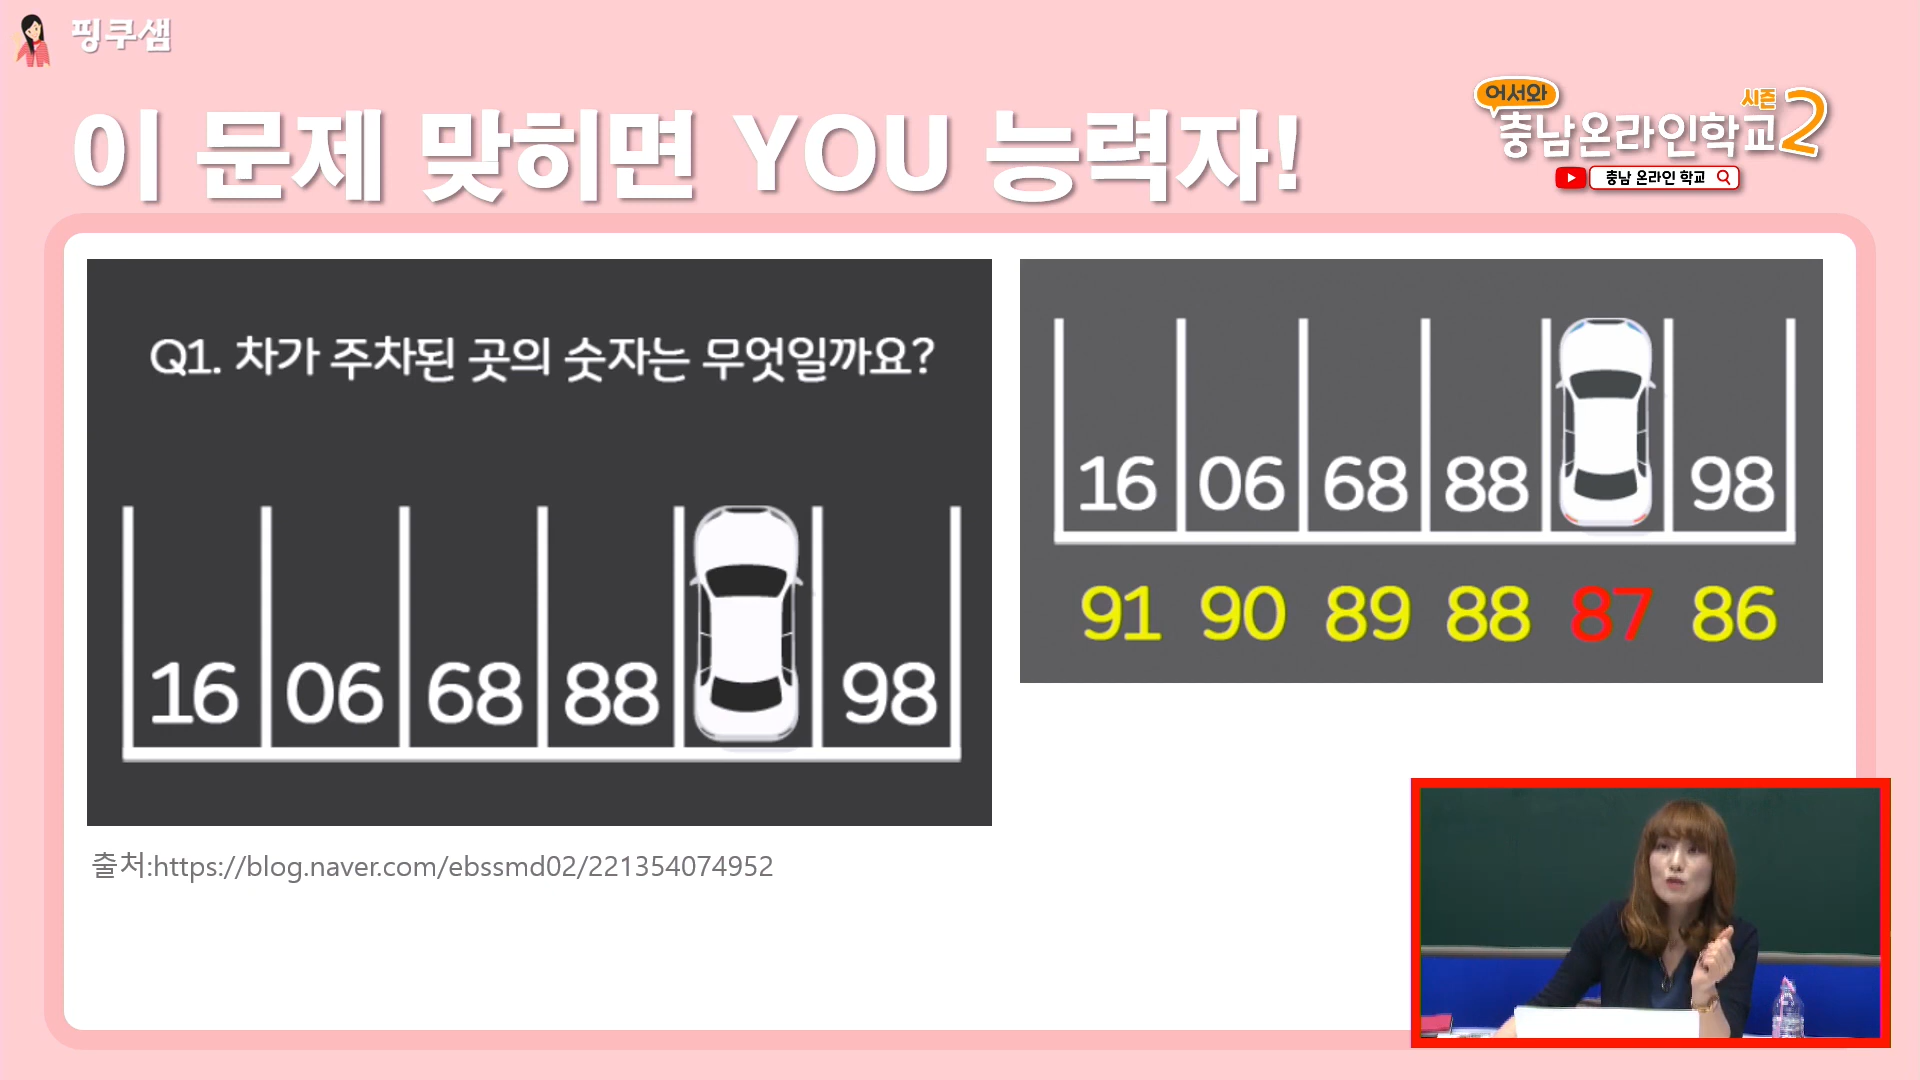 핑쿠샘
이 문제 맞히면 YOU 능력자!
어서와
시즌
충남온라인학교2
충남 온라인 학교
Q1. 차가 주차된 곳의 숫자는 무엇일까요?
16 06 68 88 98
출처:https://blog.naver.com/ebssmd02/221354074952
16 06 68 88 98
91 90 89 88 87 86